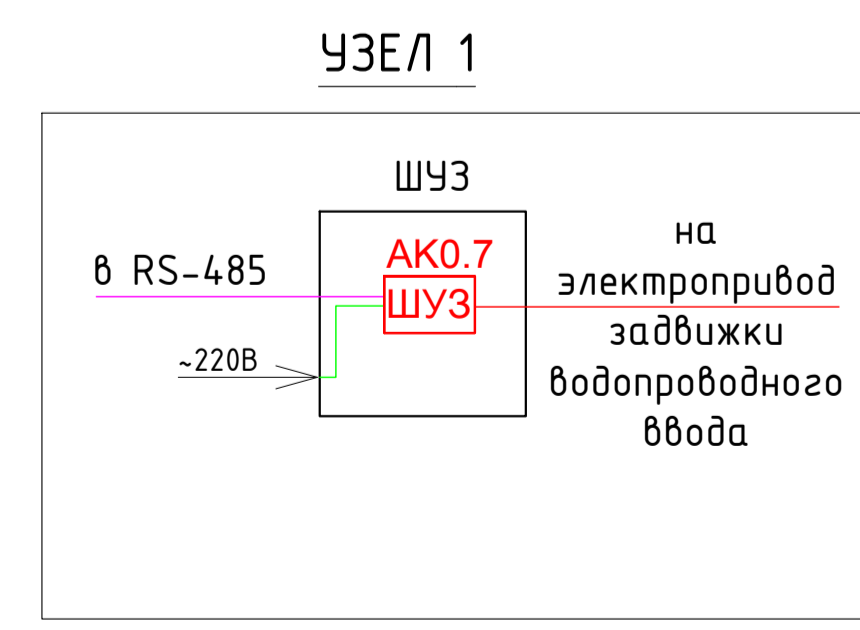 УЗЕЛ 1
ШУЗ
в RS-485
АК0.7
ШУЗ
~220В
на
электропривод
задвижки
водопроводного
ввода